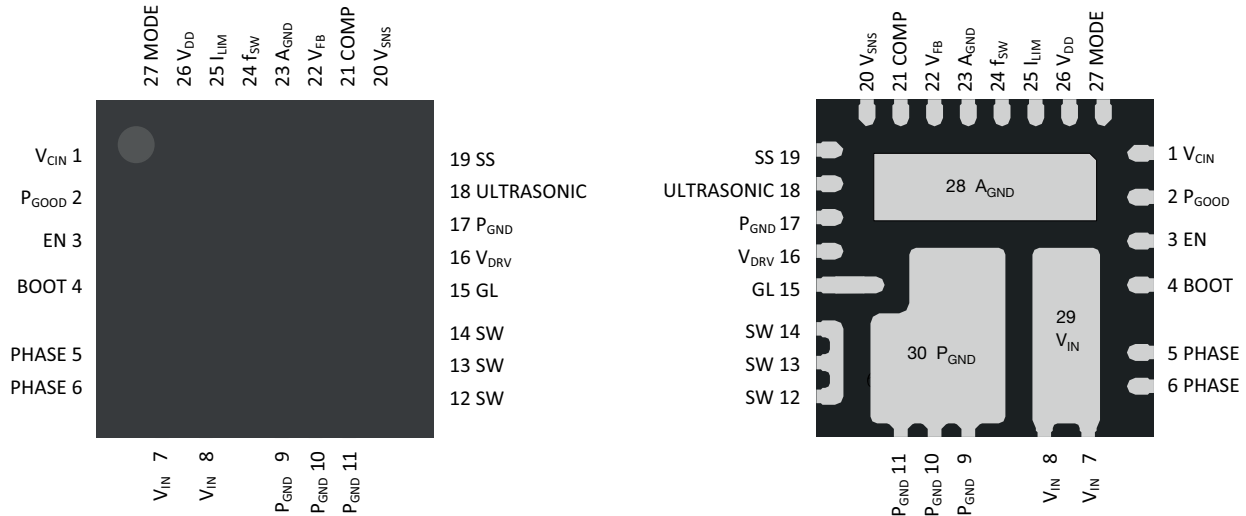 27 MODE
26 VDD
25 ILIM
24 fSW
23 AGND
22 VFB
21 COMP
20 VSNS
VCIN 1
PGOOD 2
EN 3
BOOT 4
PHASE 5
PHASE 6
19 SS
18 ULTRASONIC
17 PGND
16 VDRV
15 GL
14 SW
13 SW
12 SW
VIN 7
VIN 8
PGND 9
PGND 10
PGND 11
20 VSNS
21 COMP
22 VFB
23 AGND
24 fSW
25 ILIM
26 VDD
27 MODE
SS 19
ULTRASONIC 18
PGND 17
VDRV 16
GL 15
SW 14
SW 13
SW 12
28 AGND
29
VIN
30 PGND
1 VCIN
2 PGOOD
3 EN
4 BOOT
5 PHASE
6 PHASE
PGND 11
PGND 10
PGND 9
VIN 8
VIN 7